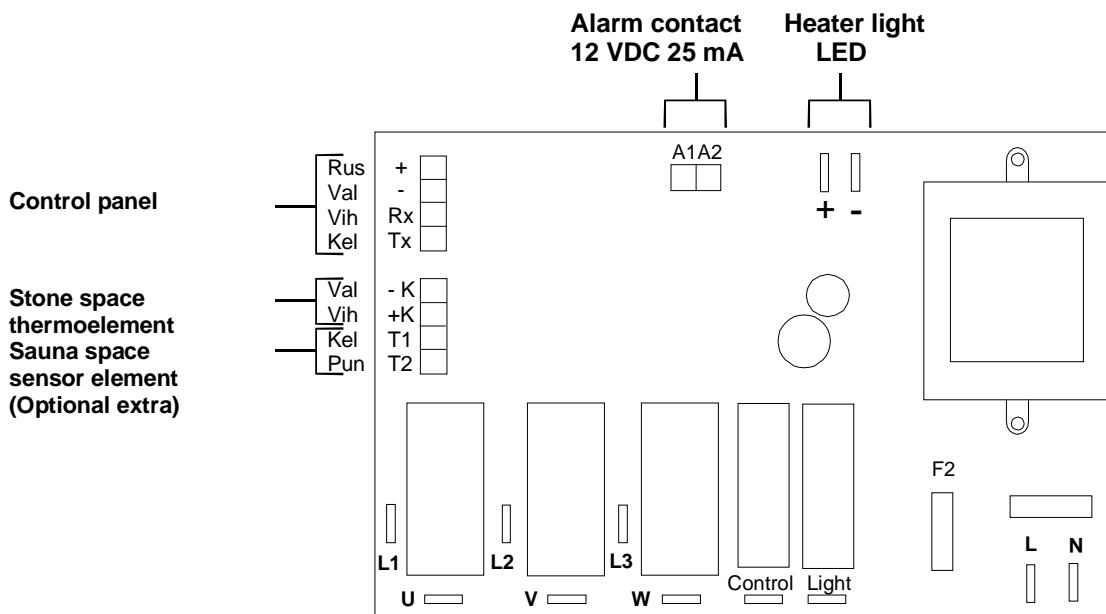 Alarm contact
12 VDC 25 mA
Heater light
LED
A1 A2
+ -
Control panel
Rus +
Val -
Vih Rx
Kel Tx
Stone space
thermoelement
Sauna space
sensor element
(Optional extra)
Val - K
Vih +K
Kel T1
Pun T2
F2
L1 L2 L3
L N
Control Light
U V W